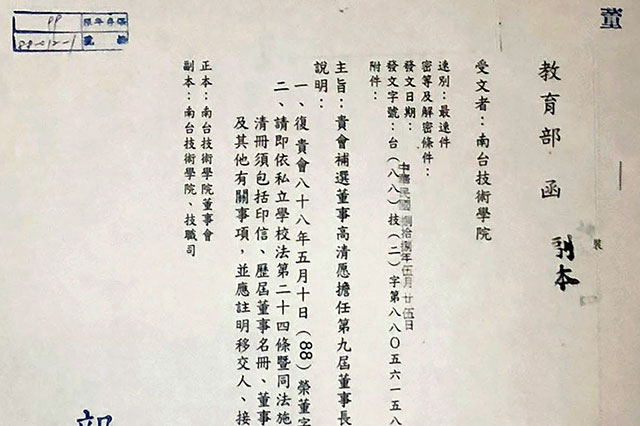 董
教育部 函
副本
受文者：南台技術學院
速別：最速件
密等及解密條件：
發文日期：中華民國捌拾捌年伍月廿伍日
發文字號：台（八八）技（二）字第八八０五六一五八
附件：
主旨：貴會補選董事高清愿擔任第九屆董事長
說明：
一、復 貴會八十八年五月十日（88）榮董字
二、請即依私立學校法第二十四條暨同法施
清冊須包括印信、歷屆董事名冊、董事
及其他有關事項，並應註明移交人、接
正本：南台技術學院董事會
副本：南台技術學院、技職司
保存年限
99
檔號
部